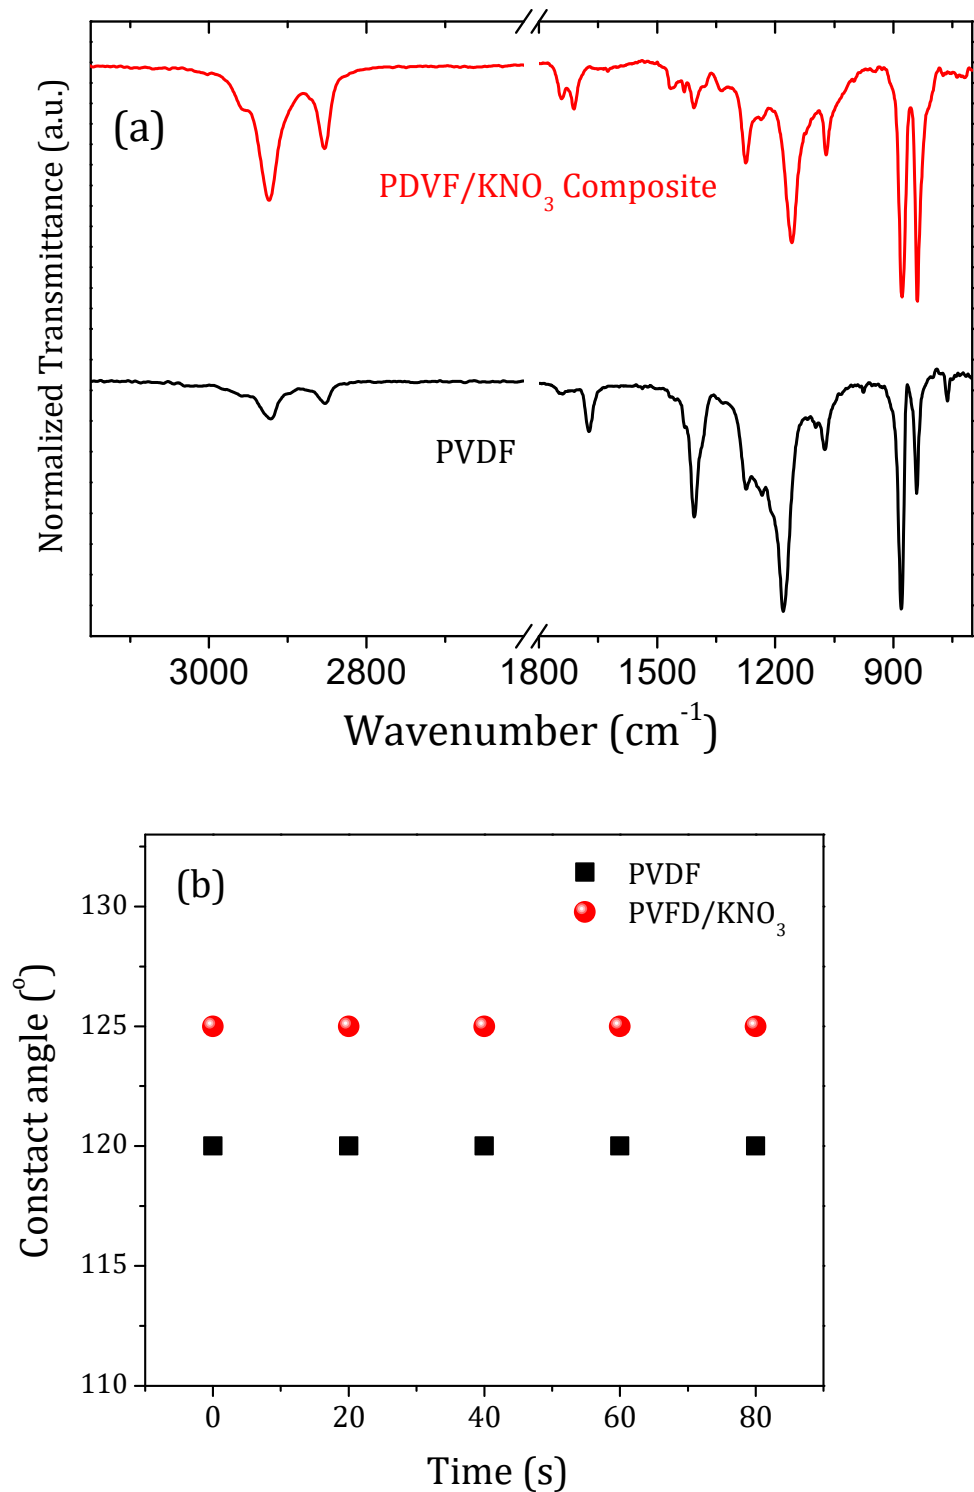 (a)
Normalized Transmittance (a.u.)
PDVF/KNO₃ Composite
PVDF
3000 2800 1800 1500 1200 900
Wavenumber (cm⁻¹)
(b)
PVDF
PVFD/KNO₃
Constact angle (°)
130
125
120
115
110
0 20 40 60 80
Time (s)